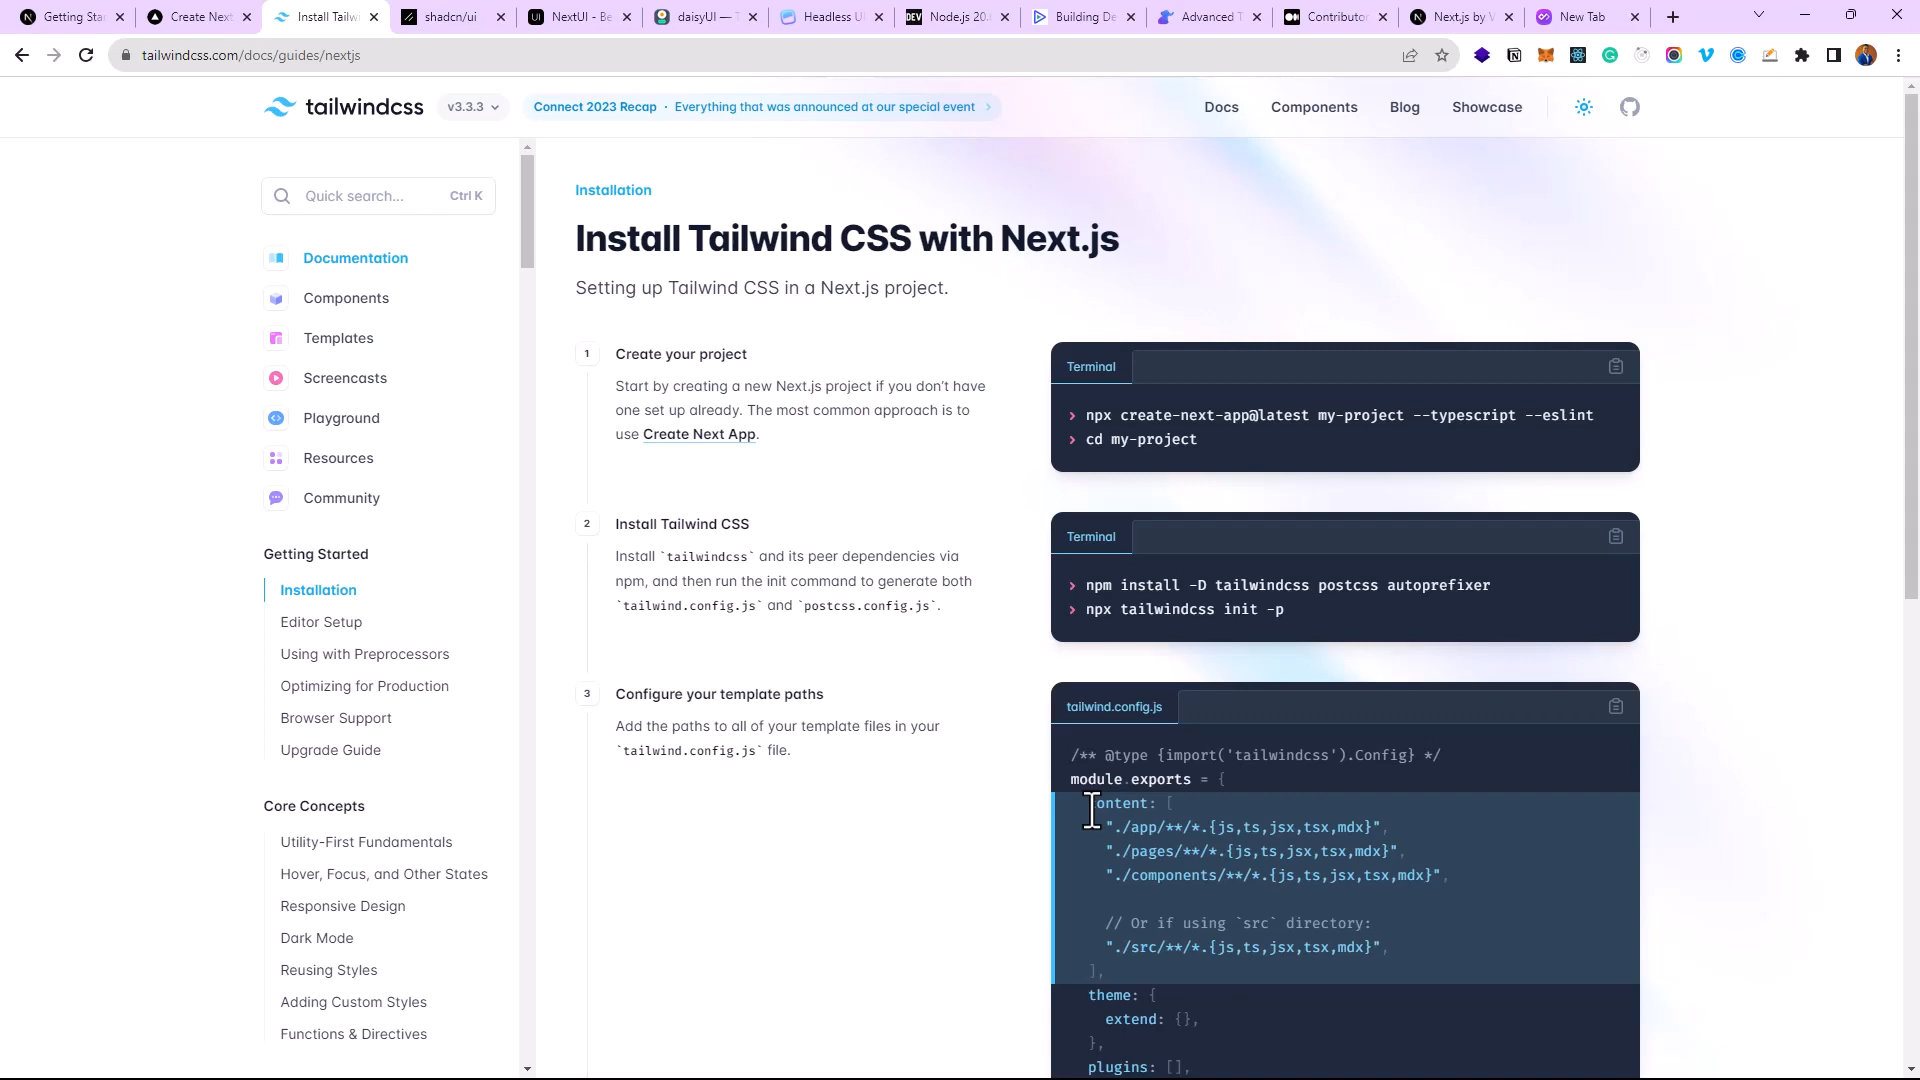 Getting Sta
Create Next
Install Tailw
shadcn/ui
NextUI - Be
daisyUI — T
Headless UI
DEV
Node.js 20.
Building De
Advanced T
Contributor
Next.js by V
New Tab
tailwindcss.com/docs/guides/nextjs
tailwindcss
v3.3.3
Connect 2023 Recap · Everything that was announced at our special event
Docs
Components
Blog
Showcase
Quick search... Ctrl K
Documentation
Components
Templates
Screencasts
Playground
Resources
Community
Getting Started
Installation
Editor Setup
Using with Preprocessors
Optimizing for Production
Browser Support
Upgrade Guide
Core Concepts
Utility-First Fundamentals
Hover, Focus, and Other States
Responsive Design
Dark Mode
Reusing Styles
Adding Custom Styles
Functions & Directives
Installation
Install Tailwind CSS with Next.js
Setting up Tailwind CSS in a Next.js project.
1 Create your project
Start by creating a new Next.js project if you don’t have
one set up already. The most common approach is to
use Create Next App.
Terminal
> npx create-next-app@latest my-project --typescript --eslint
> cd my-project
2 Install Tailwind CSS
Install `tailwindcss` and its peer dependencies via
npm, and then run the init command to generate both
`tailwind.config.js` and `postcss.config.js`.
Terminal
> npm install -D tailwindcss postcss autoprefixer
> npx tailwindcss init -p
3 Configure your template paths
Add the paths to all of your template files in your
`tailwind.config.js` file.
tailwind.config.js
/** @type {import('tailwindcss').Config} */
module.exports = {
content: [
"./app/**/*.{js,ts,jsx,tsx,mdx}",
"./pages/**/*.{js,ts,jsx,tsx,mdx}",
"./components/**/*.{js,ts,jsx,tsx,mdx}",
// Or if using `src` directory:
"./src/**/*.{js,ts,jsx,tsx,mdx}",
],
theme: {
extend: {},
},
plugins: [],